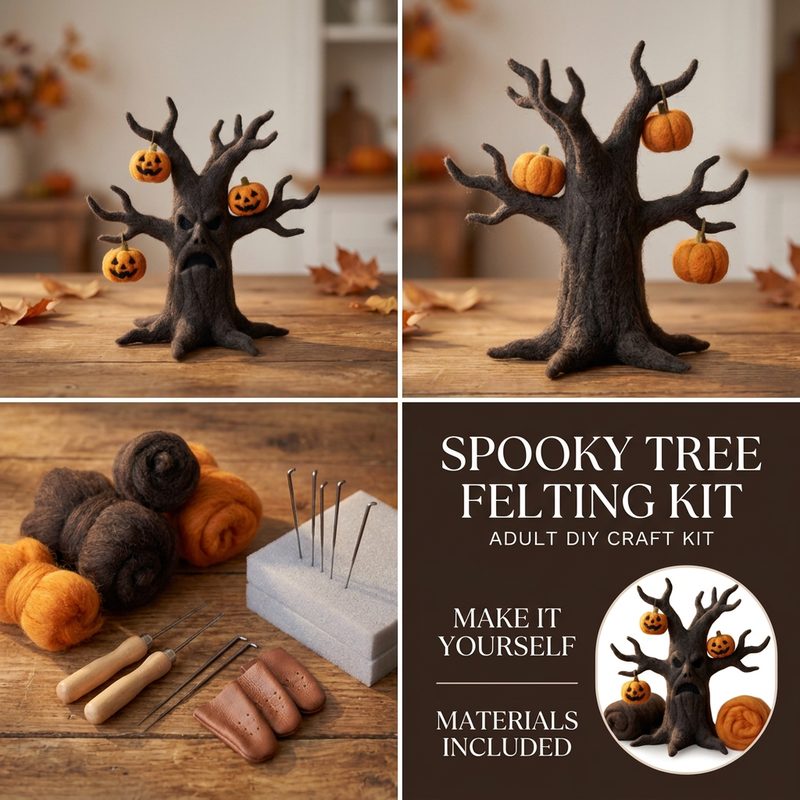 SPOOKY TREE
FELTING KIT
ADULT DIY CRAFT KIT
MAKE IT
YOURSELF
MATERIALS
INCLUDED